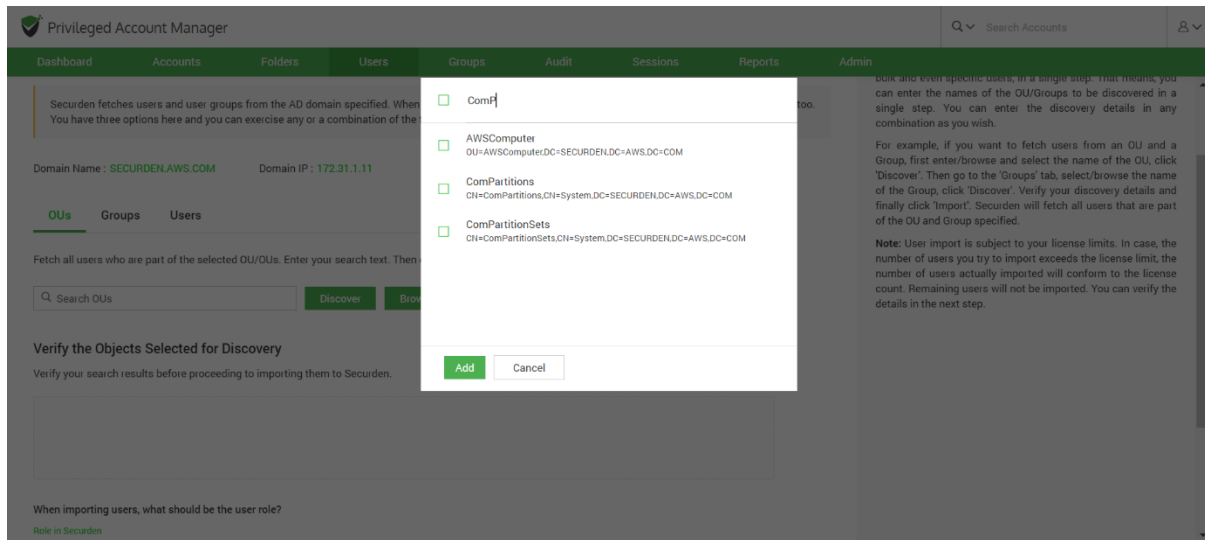 Privileged Account Manager
Search Accounts
Dashboard Accounts Folders Users Groups Audit Sessions Reports Admin
Securden fetches users and user groups from the AD domain specified. When
too.
You have three options here and you can exercise any or a combination of the
Domain Name : SECURDEN.AWS.COM Domain IP : 172.31.1.11
OUs Groups Users
Fetch all users who are part of the selected OU/OUs. Enter your search text. Then
Search OUs
Discover
Brow
Verify the Objects Selected for Discovery
Verify your search results before proceeding to importing them to Securden.
When importing users, what should be the user role?
Role in Securden
ComP
AWSComputer
OU=AWSComputer,DC=SECURDEN,DC=AWS,DC=COM
ComPartitions
CN=ComPartitions,CN=System,DC=SECURDEN,DC=AWS,DC=COM
ComPartitionSets
CN=ComPartitionSets,CN=System,DC=SECURDEN,DC=AWS,DC=COM
Add Cancel
bulk and even specific users, in a single step. That means, you
can enter the names of the OU/Groups to be discovered in a
single step. You can enter the discovery details in any
combination as you wish.
For example, if you want to fetch users from an OU and a
Group, first enter/browse and select the name of the OU, click
'Discover'. Then go to the 'Groups' tab, select/browse the name
of the Group, click 'Discover'. Verify your discovery details and
finally click 'Import'. Securden will fetch all users that are part
of the OU and Group specified.
Note: User import is subject to your license limits. In case, the
number of users you try to import exceeds the license limit, the
number of users actually imported will conform to the license
count. Remaining users will not be imported. You can verify the
details in the next step.